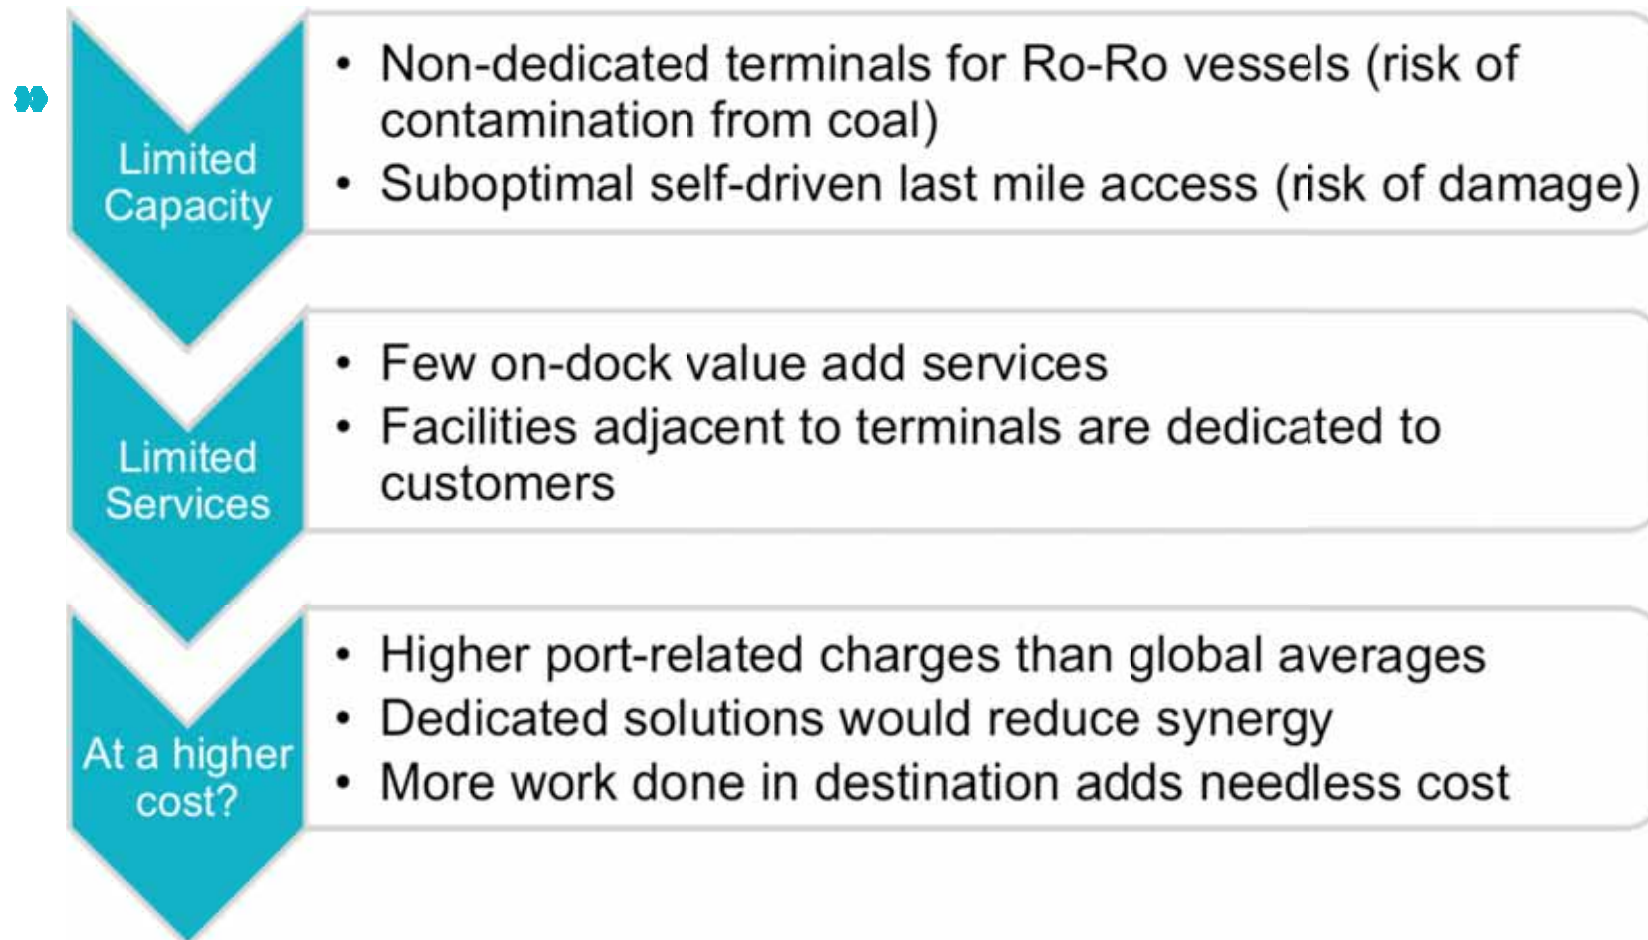 Limited
Capacity
• Non-dedicated terminals for Ro-Ro vessels (risk of
contamination from coal)
• Suboptimal self-driven last mile access (risk of damage)
Limited
Services
• Few on-dock value add services
• Facilities adjacent to terminals are dedicated to
customers
At a higher
cost?
• Higher port-related charges than global averages
• Dedicated solutions would reduce synergy
• More work done in destination adds needless cost